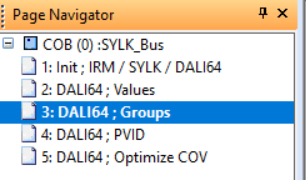 Page Navigator
COB (0) :SYLK_Bus
1: Init ; IRM / SYLK / DALI64
2: DALI64 ; Values
3: DALI64 ; Groups
4: DALI64 ; PVID
5: DALI64 ; Optimize COV